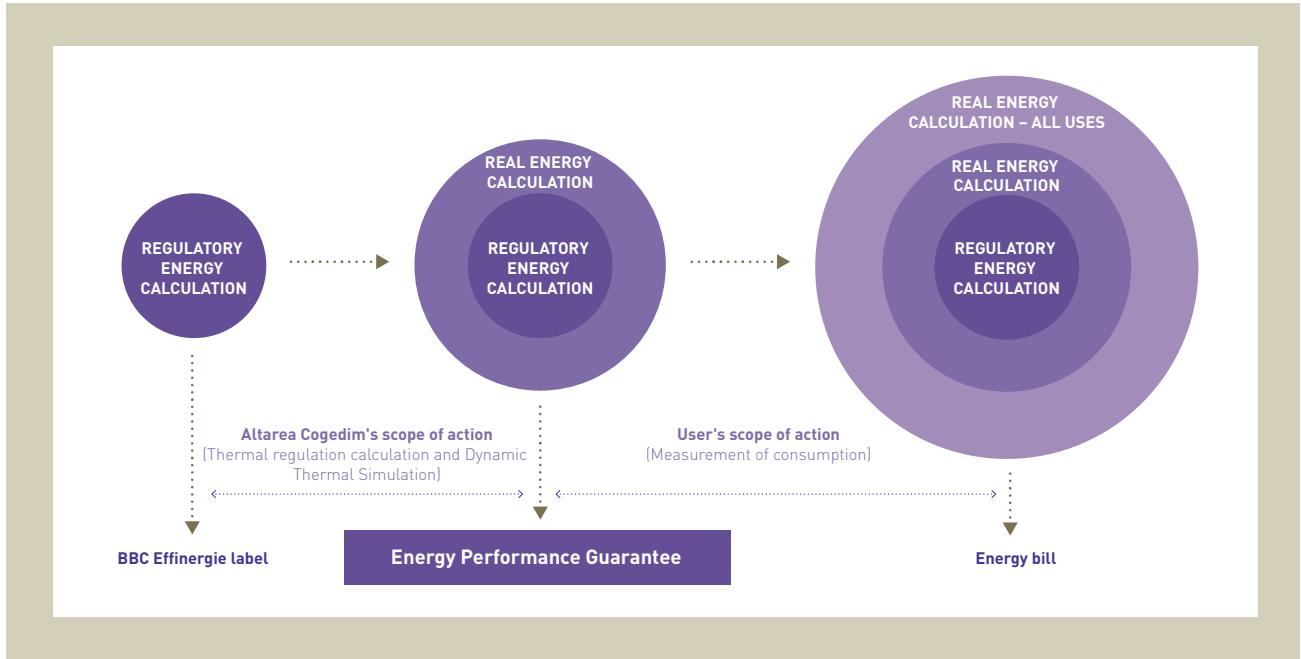 REGULATORY
ENERGY
CALCULATION
REAL ENERGY
CALCULATION
REGULATORY
ENERGY
CALCULATION
REAL ENERGY
CALCULATION – ALL USES
REAL ENERGY
CALCULATION
REGULATORY
ENERGY
CALCULATION
Altarea Cogedim's scope of action
(Thermal regulation calculation and Dynamic
Thermal Simulation)
User's scope of action
(Measurement of consumption)
BBC Effinergie label
Energy Performance Guarantee
Energy bill